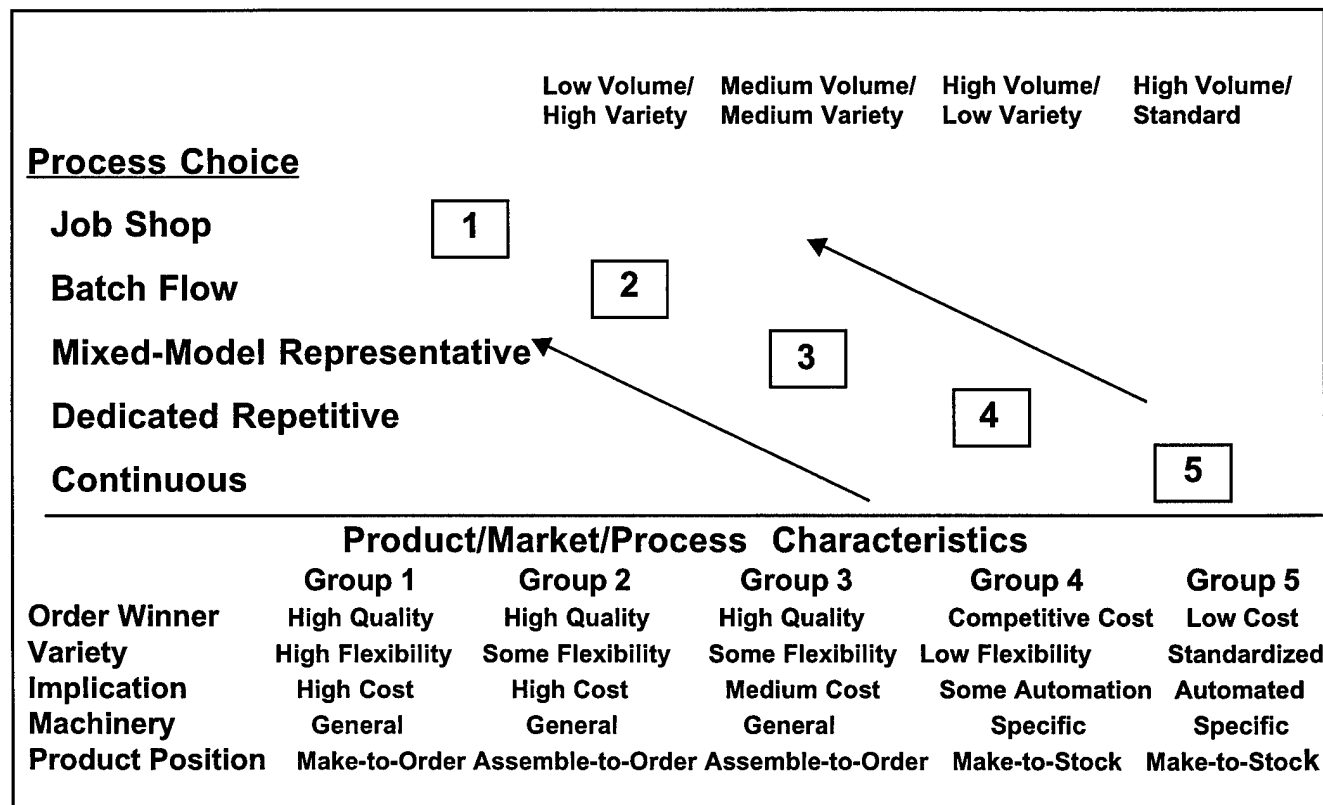 Low Volume/ Medium Volume/ High Volume/ High Volume/
High Variety Medium Variety Low Variety Standard
Process Choice
Job Shop 1
Batch Flow 2
Mixed-Model Representative 3
Dedicated Repetitive 4
Continuous 5
Product/Market/Process Characteristics
Group 1 Group 2 Group 3 Group 4 Group 5
Order Winner High Quality High Quality High Quality Competitive Cost Low Cost
Variety High Flexibility Some Flexibility Some Flexibility Low Flexibility Standardized
Implication High Cost High Cost Medium Cost Some Automation Automated
Machinery General General General Specific Specific
Product Position Make-to-Order Assemble-to-Order Assemble-to-Order Make-to-Stock Make-to-Stock